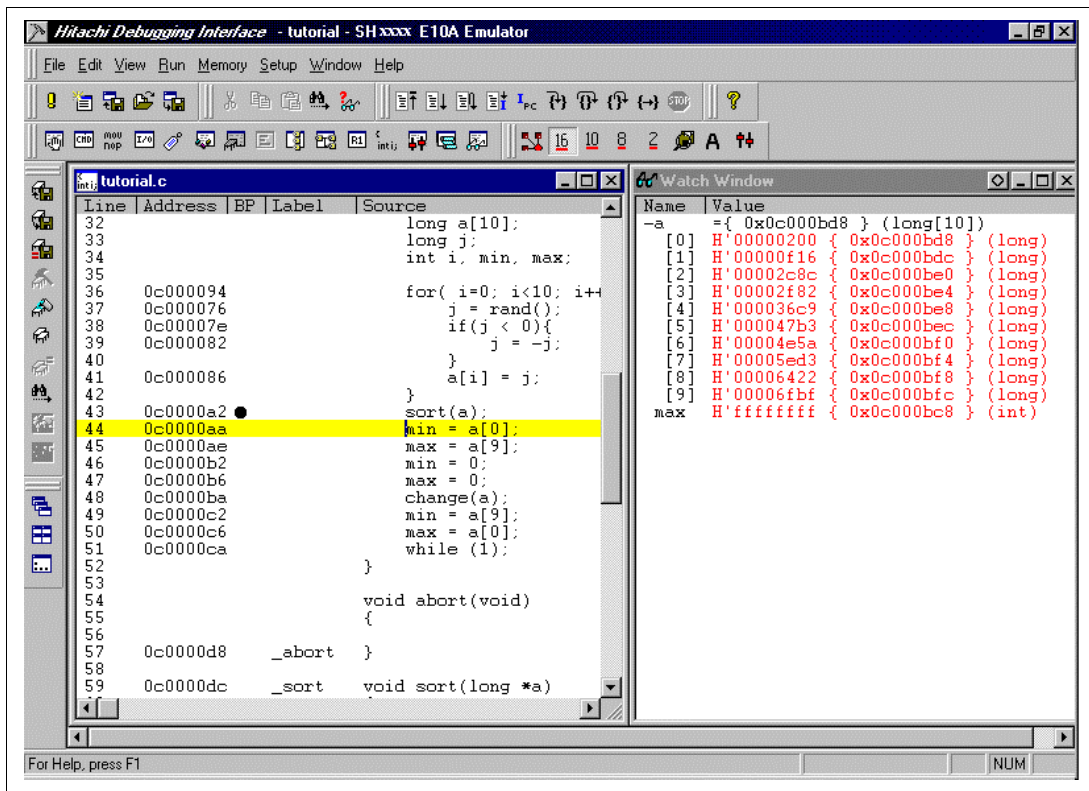 Hitachi Debugging Interface - tutorial - SH xxxx E10A Emulator
File Edit View Run Memory Setup Window Help
16 10 8 2 A
tutorial.c
Line Address BP Label Source
32 long a[10];
33 long j;
34 int i, min, max;
35
36 0c000094 for( i=0; i<10; i++
37 0c000076 j = rand();
38 0c00007e if(j < 0){
39 0c000082 j = -j;
40 }
41 0c000086 a[i] = j;
42 }
43 0c0000a2 ● sort(a);
44 0c0000aa min = a[0];
45 0c0000ae max = a[9];
46 0c0000b2 min = 0;
47 0c0000b6 max = 0;
48 0c0000ba change(a);
49 0c0000c2 min = a[9];
50 0c0000c6 max = a[0];
51 0c0000ca while (1);
52 }
53
54 void abort(void)
55 {
56
57 0c0000d8 _abort }
58
59 0c0000dc _sort void sort(long *a)
Watch Window
Name Value
-a ={ 0x0c000bd8 } (long[10])
[0] H'00000200 { 0x0c000bd8 } (long)
[1] H'00000f16 { 0x0c000bdc } (long)
[2] H'00002c8c { 0x0c000be0 } (long)
[3] H'00002f82 { 0x0c000be4 } (long)
[4] H'000036c9 { 0x0c000be8 } (long)
[5] H'000047b3 { 0x0c000bec } (long)
[6] H'00004e5a { 0x0c000bf0 } (long)
[7] H'00005ed3 { 0x0c000bf4 } (long)
[8] H'00006422 { 0x0c000bf8 } (long)
[9] H'00006fbf { 0x0c000bfc } (long)
max H'ffffffff { 0x0c000bc8 } (int)
For Help, press F1
NUM